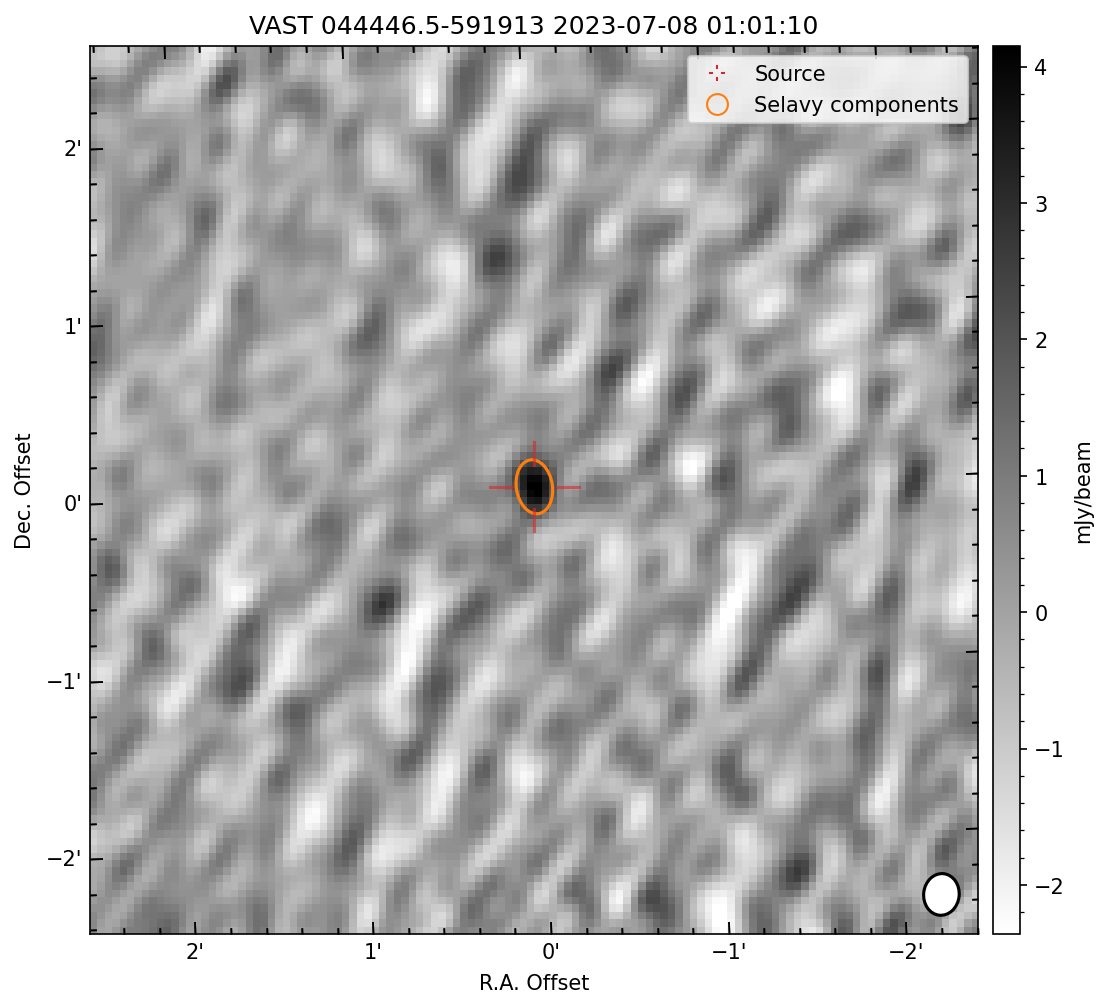 VAST 044446.5-591913 2023-07-08 01:01:10
Source
Selavy components
2'
1'
0'
−1'
−2'
Dec. Offset
2'
1'
0'
−1'
−2'
R.A. Offset
4
3
2
1
0
−1
−2
mJy/beam